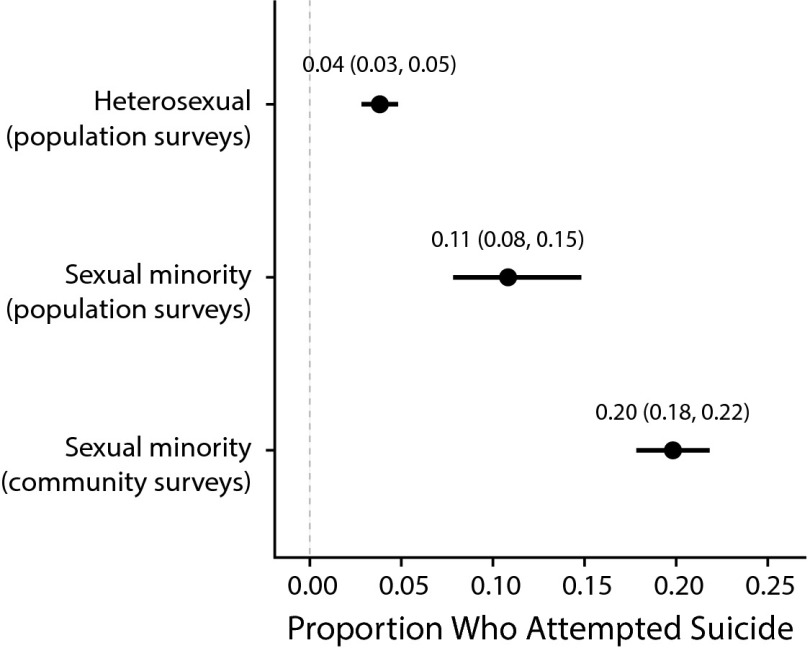 0.04 (0.03, 0.05)
Heterosexual
(population surveys)
0.11 (0.08, 0.15)
Sexual minority
(population surveys)
0.20 (0.18, 0.22)
Sexual minority
(community surveys)
0.00 0.05 0.10 0.15 0.20 0.25
Proportion Who Attempted Suicide